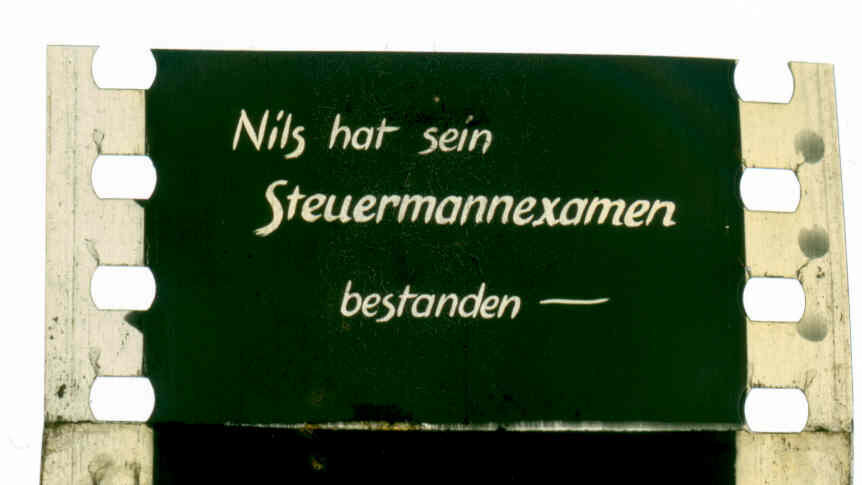 Nils hat sein
Steuermannexamen
bestanden —